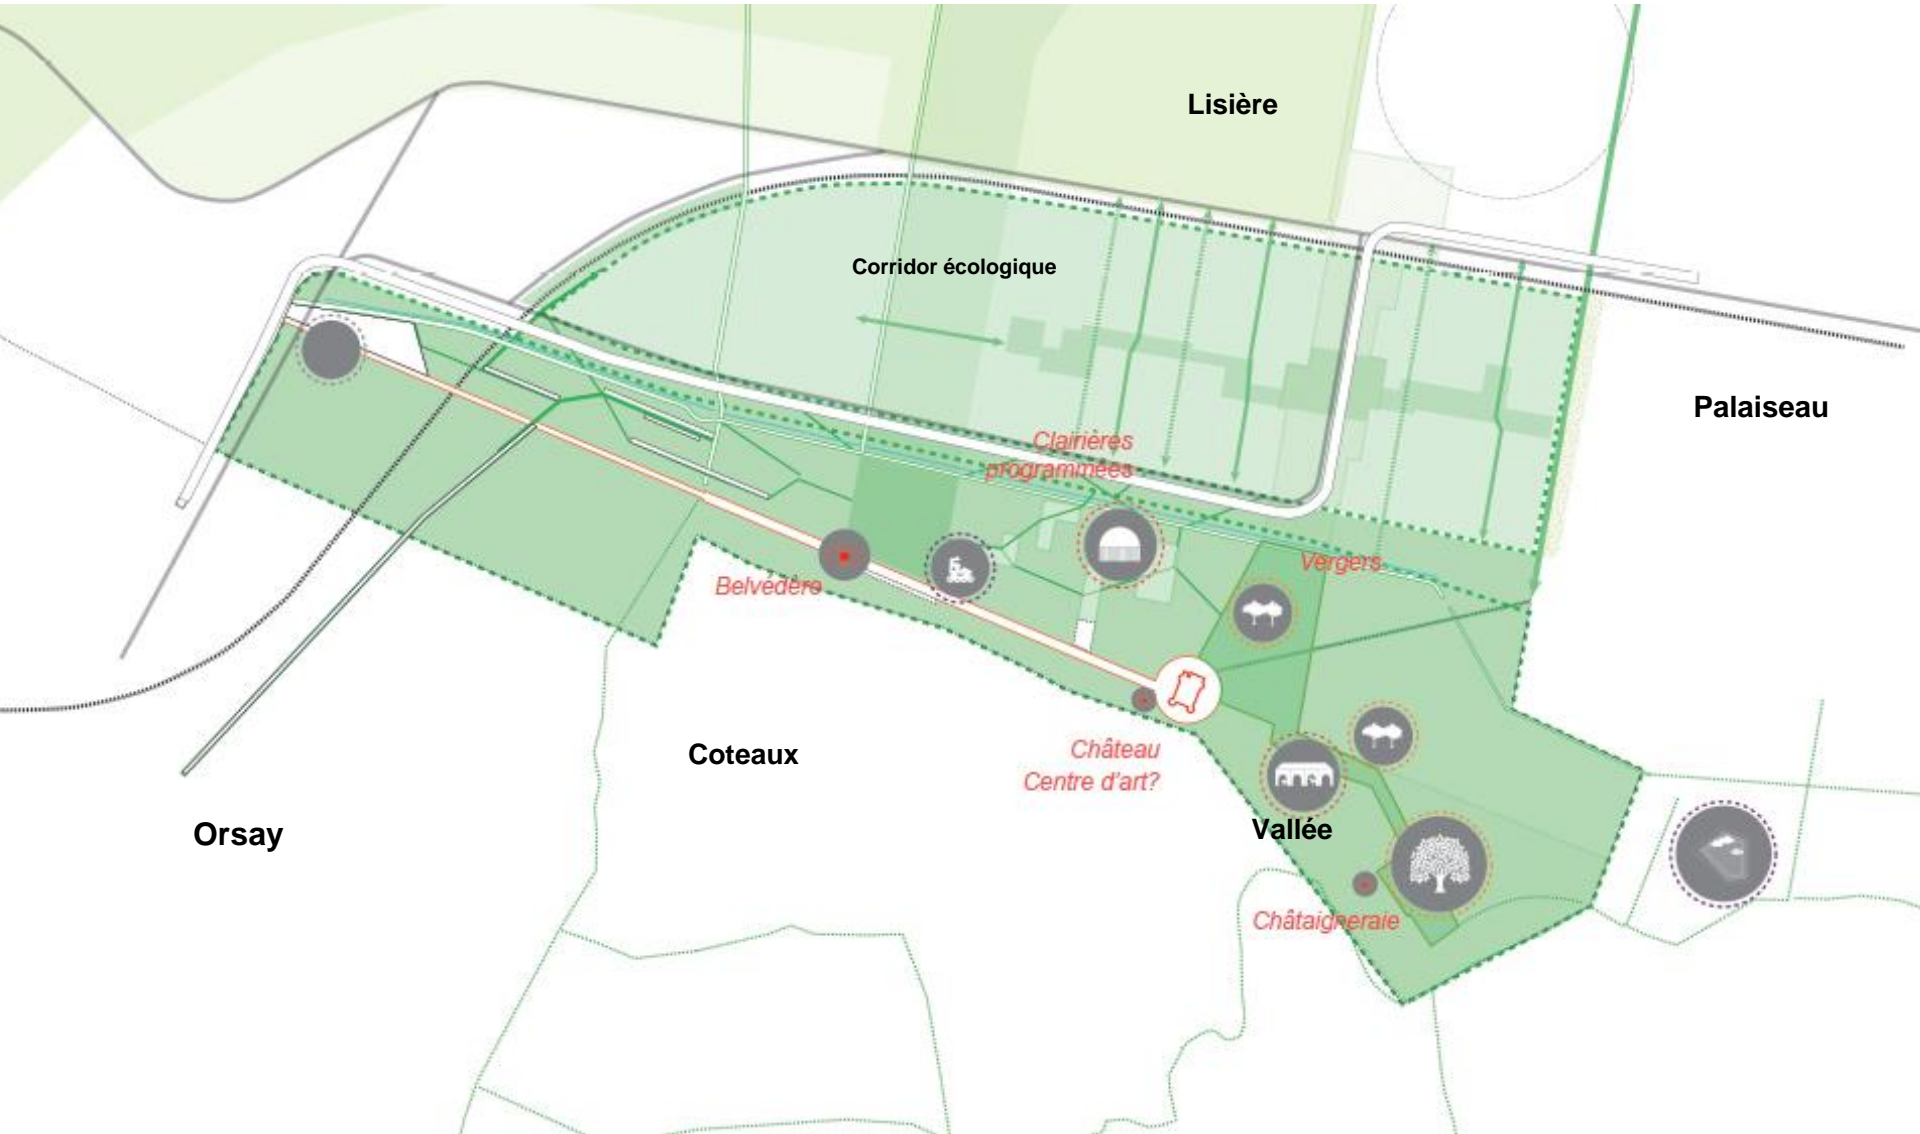 Lisière
Corridor écologique
Palaiseau
Clairières
programmées
Vergers
Belvédère
Coteaux
Château
Centre d'art?
Orsay
Vallée
Châtaigneraie